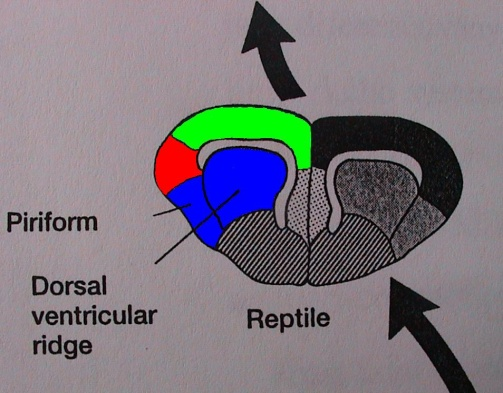 Piriform
Dorsal
ventricular
ridge
Reptile